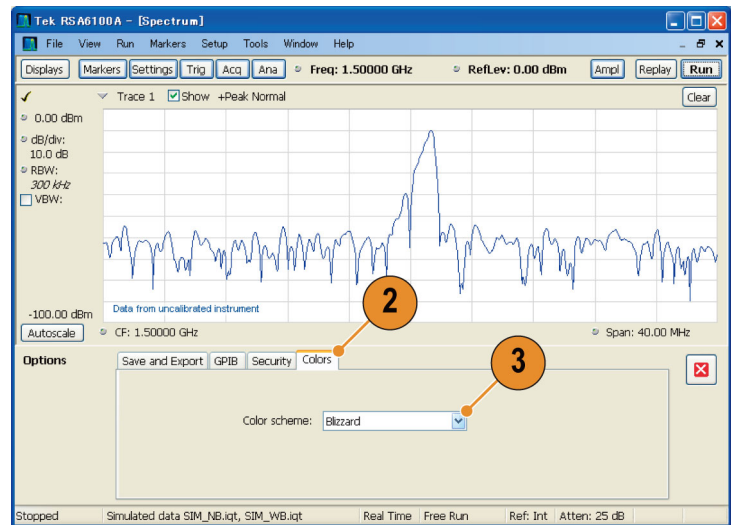 Tek RSA6100A - [Spectrum]
File View Run Markers Setup Tools Window Help
Displays Markers Settings Trig Acq Ana Freq: 1.50000 GHz RefLev: 0.00 dBm Ampl Replay Run
Trace 1 Show +Peak Normal Clear
0.00 dBm
dB/div:
10.0 dB
RBW:
300 kHz
VBW:
-100.00 dBm
Data from uncalibrated instrument
2
Autoscale CF: 1.50000 GHz Span: 40.00 MHz
Options Save and Export GPIB Security Colors
3
Color scheme: Blizzard
Stopped Simulated data SIM_NB.iqt, SIM_WB.iqt Real Time Free Run Ref: Int Atten: 25 dB